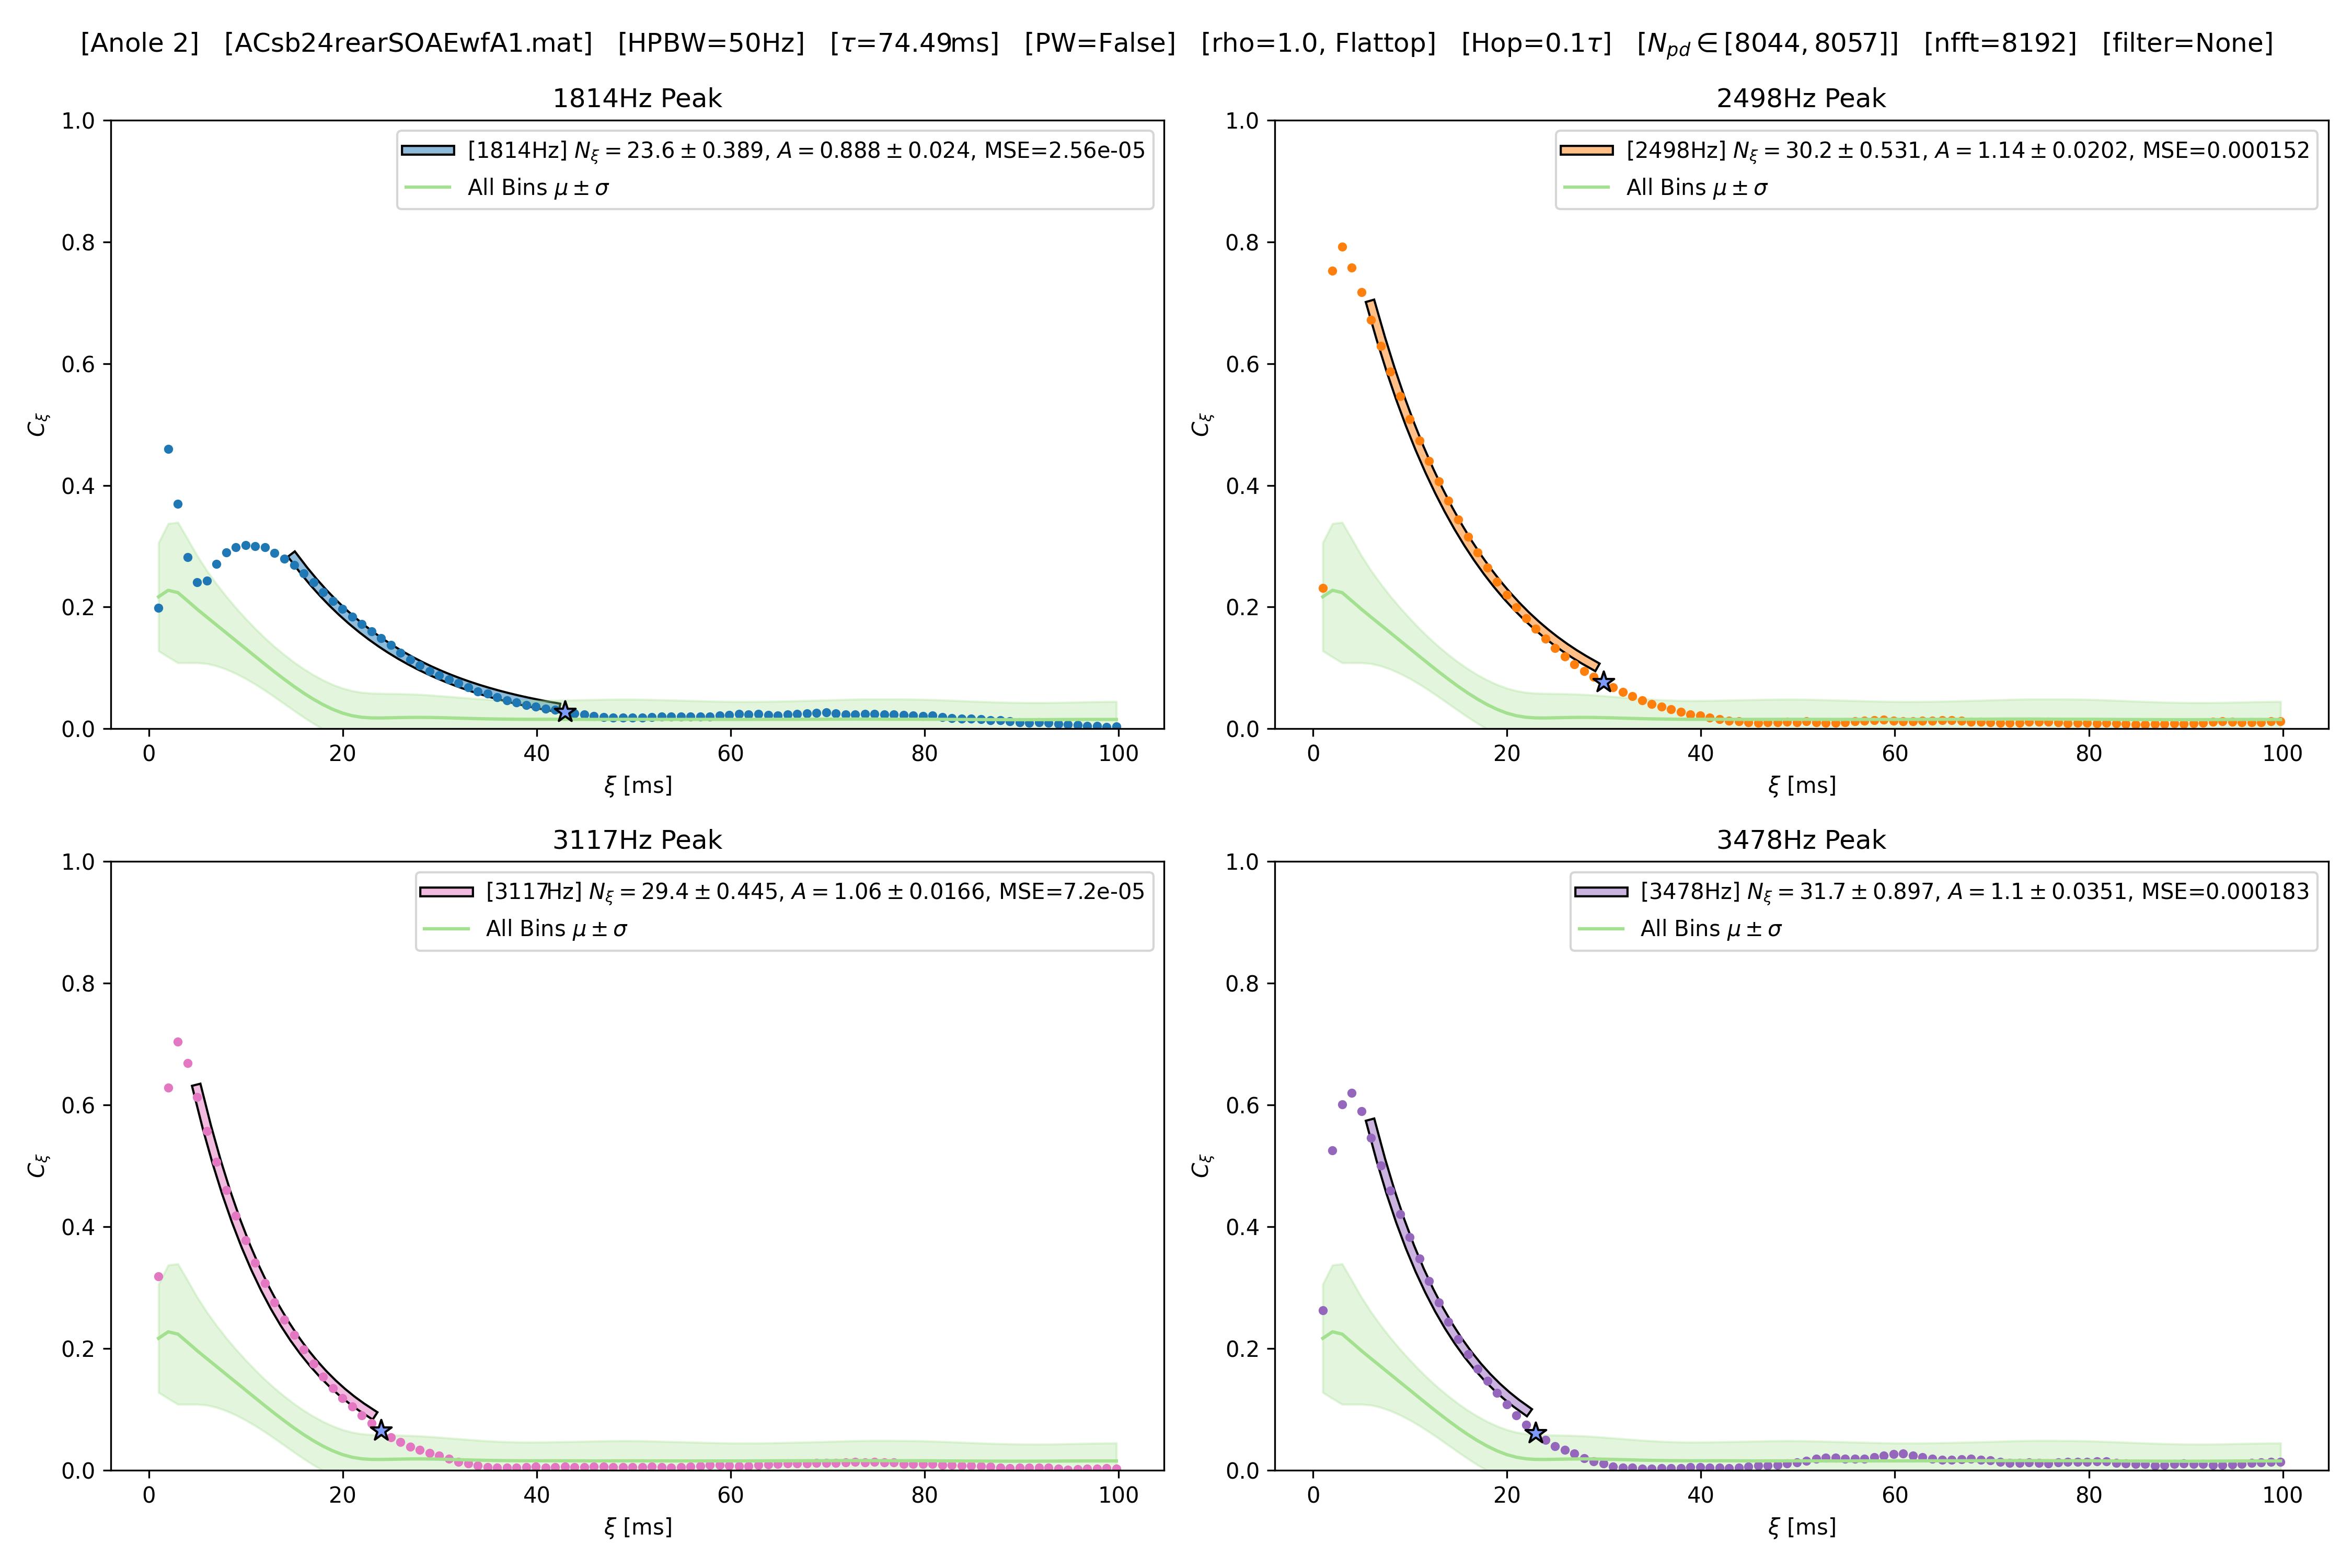 [Anole 2] [ACsb24rearSOAEwfA1.mat] [HPBW=50Hz] [τ=74.49ms] [PW=False] [rho=1.0, Flattop] [Hop=0.1τ] [N_pd ∈ [8044, 8057]] [nfft=8192] [filter=None]
1814Hz Peak
[1814Hz] N_ξ = 23.6 ± 0.389, A = 0.888 ± 0.024, MSE=2.56e-05
All Bins μ ± σ
1.0
0.8
0.6
0.4
0.2
0.0
C_ξ
0 20 40 60 80 100
ξ [ms]
2498Hz Peak
[2498Hz] N_ξ = 30.2 ± 0.531, A = 1.14 ± 0.0202, MSE=0.000152
All Bins μ ± σ
1.0
0.8
0.6
0.4
0.2
0.0
C_ξ
0 20 40 60 80 100
ξ [ms]
3117Hz Peak
[3117Hz] N_ξ = 29.4 ± 0.445, A = 1.06 ± 0.0166, MSE=7.2e-05
All Bins μ ± σ
1.0
0.8
0.6
0.4
0.2
0.0
C_ξ
0 20 40 60 80 100
ξ [ms]
3478Hz Peak
[3478Hz] N_ξ = 31.7 ± 0.897, A = 1.1 ± 0.0351, MSE=0.000183
All Bins μ ± σ
1.0
0.8
0.6
0.4
0.2
0.0
C_ξ
0 20 40 60 80 100
ξ [ms]